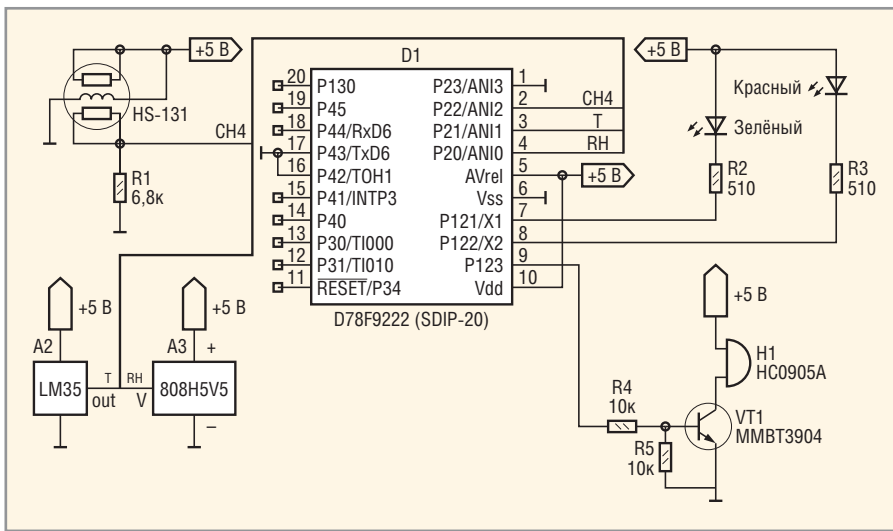 +5 В
HS-131
CH4
R1
6,8к
D1
20 P130
19 P45
18 P44/RxD6
17 P43/TxD6
16 P42/TOH1
15 P41/INTP3
14 P40
13 P30/TI000
12 P31/TI010
11 RESET/P34
P23/ANI3 1
P22/ANI2 2 CH4
P21/ANI1 3 T
P20/ANI0 4 RH
AVrel 5 +5 В
Vss 6
P121/X1 7
P122/X2 8
P123 9
Vdd 10
D78F9222 (SDIP-20)
+5 В
Красный
Зелёный
R2
510
R3
510
+5 В
H1
HC0905A
R4
10к
R5
10к
VT1
MMBT3904
+5 В
+5 В
A2
A3 +
LM35
T RH
out V
808H5V5
–